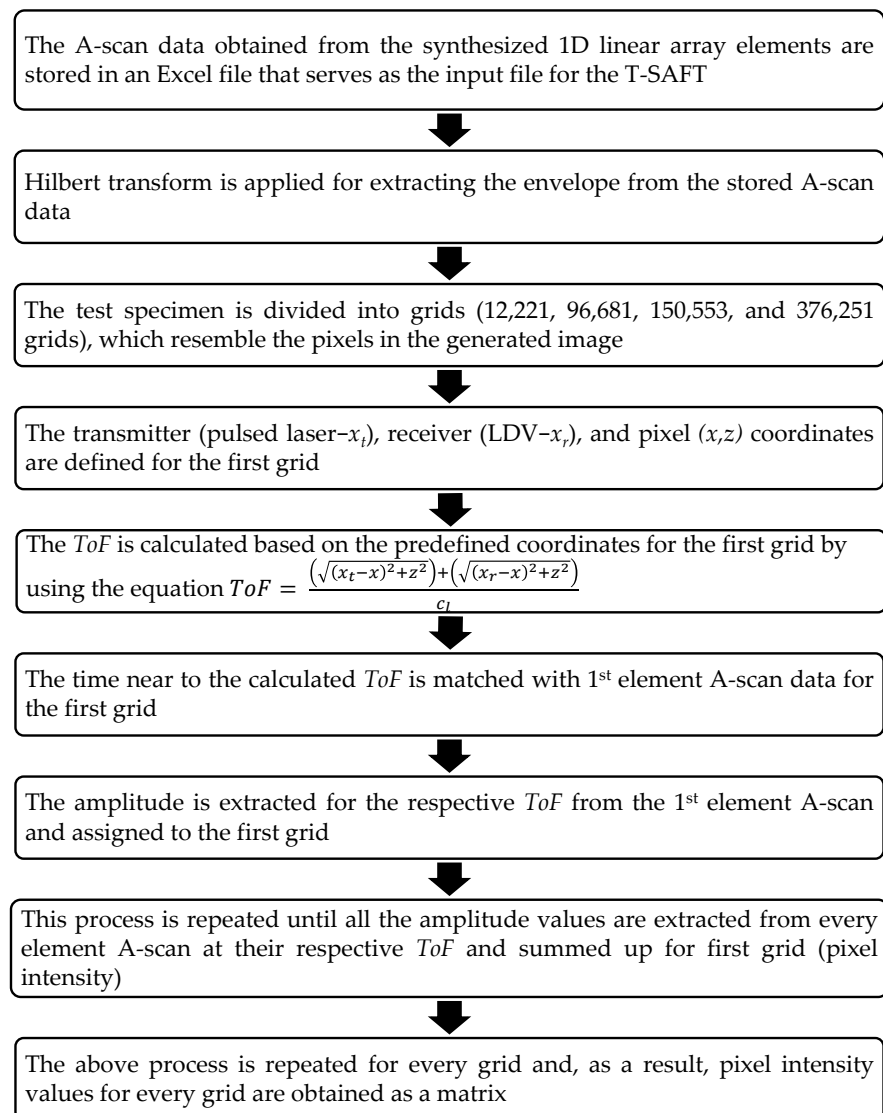 The A-scan data obtained from the synthesized 1D linear array elements are
stored in an Excel file that serves as the input file for the T-SAFT
Hilbert transform is applied for extracting the envelope from the stored A-scan
data
The test specimen is divided into grids (12,221, 96,681, 150,553, and 376,251
grids), which resemble the pixels in the generated image
The transmitter (pulsed laser−x_t), receiver (LDV−x_r), and pixel (x,z) coordinates
are defined for the first grid
The ToF is calculated based on the predefined coordinates for the first grid by
using the equation ToF = ((√((x_t−x)²+z²))+(√((x_r−x)²+z²)))/c_l
The time near to the calculated ToF is matched with 1st element A-scan data for
the first grid
The amplitude is extracted for the respective ToF from the 1st element A-scan
and assigned to the first grid
This process is repeated until all the amplitude values are extracted from every
element A-scan at their respective ToF and summed up for first grid (pixel
intensity)
The above process is repeated for every grid and, as a result, pixel intensity
values for every grid are obtained as a matrix